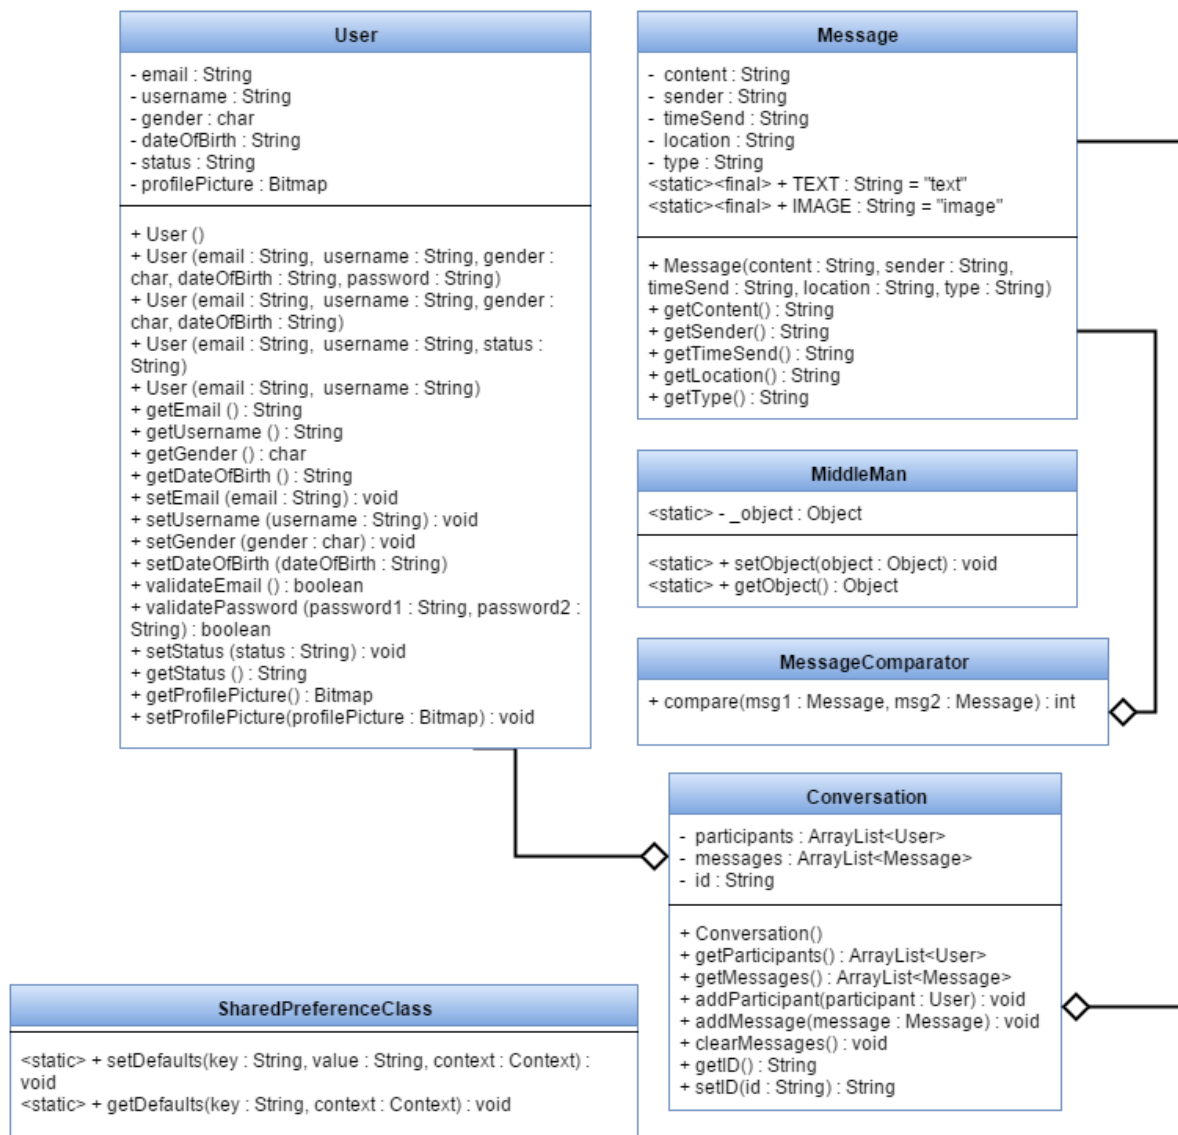 User
- email : String
- username : String
- gender : char
- dateOfBirth : String
- status : String
- profilePicture : Bitmap
+ User ()
+ User (email : String, username : String, gender :
char, dateOfBirth : String, password : String)
+ User (email : String, username : String, gender :
char, dateOfBirth : String)
+ User (email : String, username : String, status :
String)
+ User (email : String, username : String)
+ getEmail () : String
+ getUsername () : String
+ getGender () : char
+ getDateOfBirth () : String
+ setEmail (email : String) : void
+ setUsername (username : String) : void
+ setGender (gender : char) : void
+ setDateOfBirth (dateOfBirth : String)
+ validateEmail () : boolean
+ validatePassword (password1 : String, password2 :
String) : boolean
+ setStatus (status : String) : void
+ getStatus () : String
+ getProfilePicture() : Bitmap
+ setProfilePicture(profilePicture : Bitmap) : void
Message
- content : String
- sender : String
- timeSend : String
- location : String
- type : String
<static><final> + TEXT : String = "text"
<static><final> + IMAGE : String = "image"
+ Message(content : String, sender : String,
timeSend : String, location : String, type : String)
+ getContent() : String
+ getSender() : String
+ getTimeSend() : String
+ getLocation() : String
+ getType() : String
MiddleMan
<static> - _object : Object
<static> + setObject(object : Object) : void
<static> + getObject() : Object
MessageComparator
+ compare(msg1 : Message, msg2 : Message) : int
Conversation
- participants : ArrayList<User>
- messages : ArrayList<Message>
- id : String
+ Conversation()
+ getParticipants() : ArrayList<User>
+ getMessages() : ArrayList<Message>
+ addParticipant(participant : User) : void
+ addMessage(message : Message) : void
+ clearMessages() : void
+ getID() : String
+ setID(id : String) : String
SharedPreferenceClass
<static> + setDefaults(key : String, value : String, context : Context) :
void
<static> + getDefaults(key : String, context : Context) : void